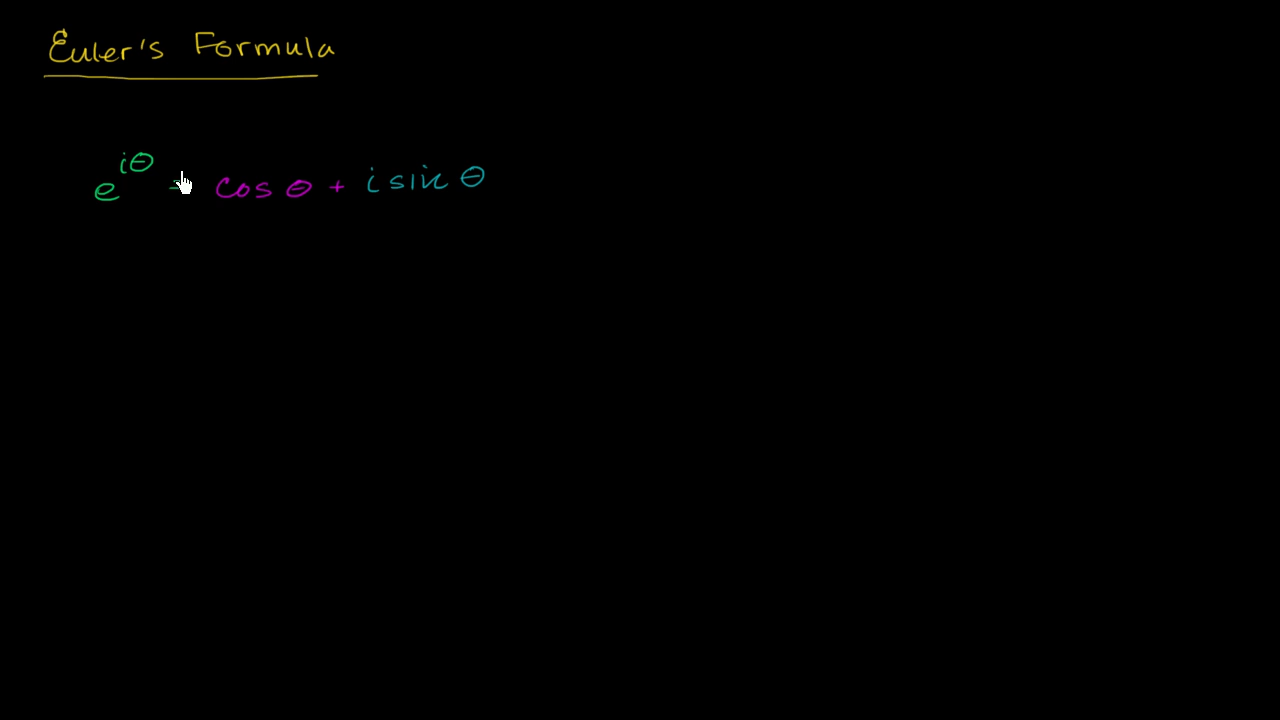 Euler's Formula
e^{iθ} = cos θ + i sin θ